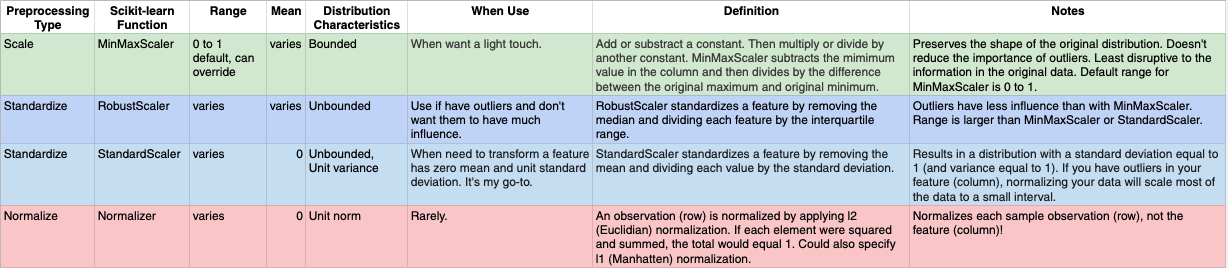 Preprocessing Type	Scikit-learn Function	Range	Mean	Distribution Characteristics	When Use	Definition	Notes
Scale	MinMaxScaler	0 to 1 default, can override	varies	Bounded	When want a light touch.	Add or substract a constant. Then multiply or divide by another constant. MinMaxScaler subtracts the mimimum value in the column and then divides by the difference between the original maximum and original minimum.	Preserves the shape of the original distribution. Doesn't reduce the importance of outliers. Least disruptive to the information in the original data. Default range for MinMaxScaler is 0 to 1.
Standardize	RobustScaler	varies	varies	Unbounded	Use if have outliers and don't want them to have much influence.	RobustScaler standardizes a feature by removing the median and dividing each feature by the interquartile range.	Outliers have less influence than with MinMaxScaler. Range is larger than MinMaxScaler or StandardScaler.
Standardize	StandardScaler	varies	0	Unbounded, Unit variance	When need to transform a feature has zero mean and unit standard deviation. It's my go-to.	StandardScaler standardizes a feature by removing the mean and dividing each value by the standard deviation.	Results in a distribution with a standard deviation equal to 1 (and variance equal to 1). If you have outliers in your feature (column), normalizing your data will scale most of the data to a small interval.
Normalize	Normalizer	varies	0	Unit norm	Rarely.	An observation (row) is normalized by applying l2 (Euclidian) normalization. If each element were squared and summed, the total would equal 1. Could also specify l1 (Manhatten) normalization.	Normalizes each sample observation (row), not the feature (column)!